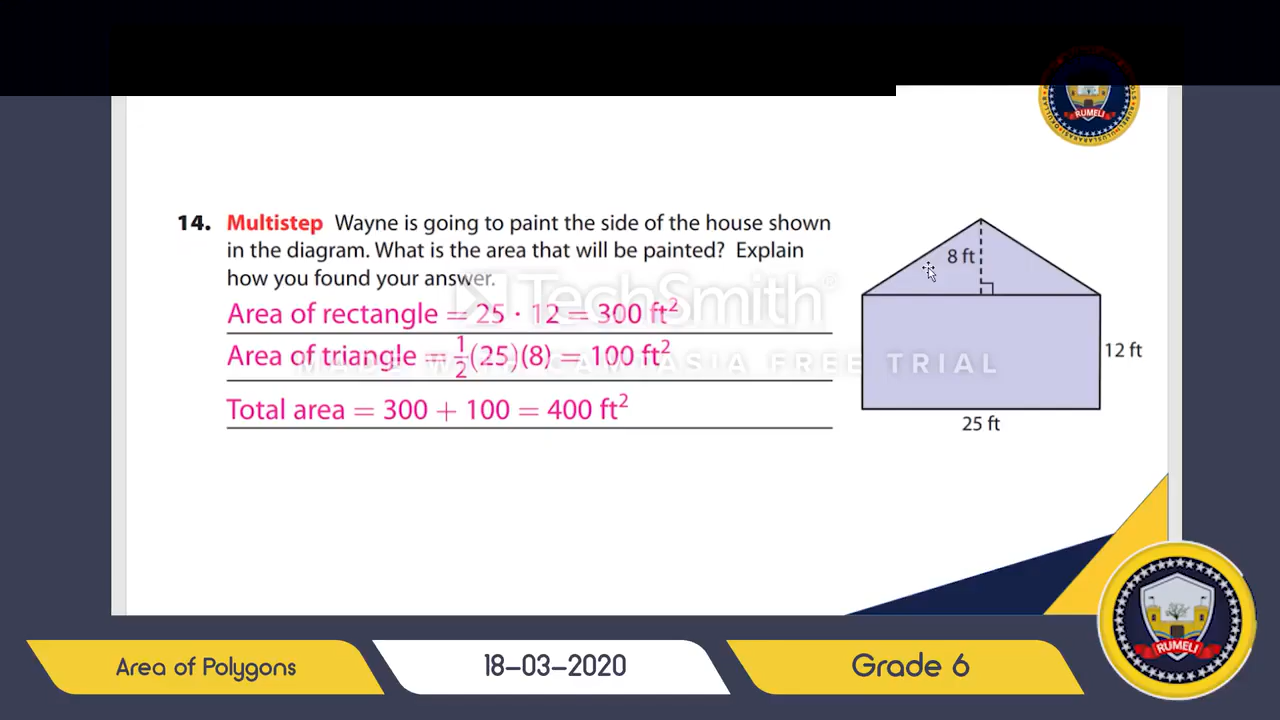 RUMELI
14. Multistep Wayne is going to paint the side of the house shown
in the diagram. What is the area that will be painted? Explain
how you found your answer.
Area of rectangle = 25 · 12 = 300 ft²
Area of triangle = 1/2(25)(8) = 100 ft²
Total area = 300 + 100 = 400 ft²
8 ft
12 ft
25 ft
TechSmith
MADE WITH CAMTASIA FREE TRIAL
Area of Polygons
18-03-2020
Grade 6
RUMELI